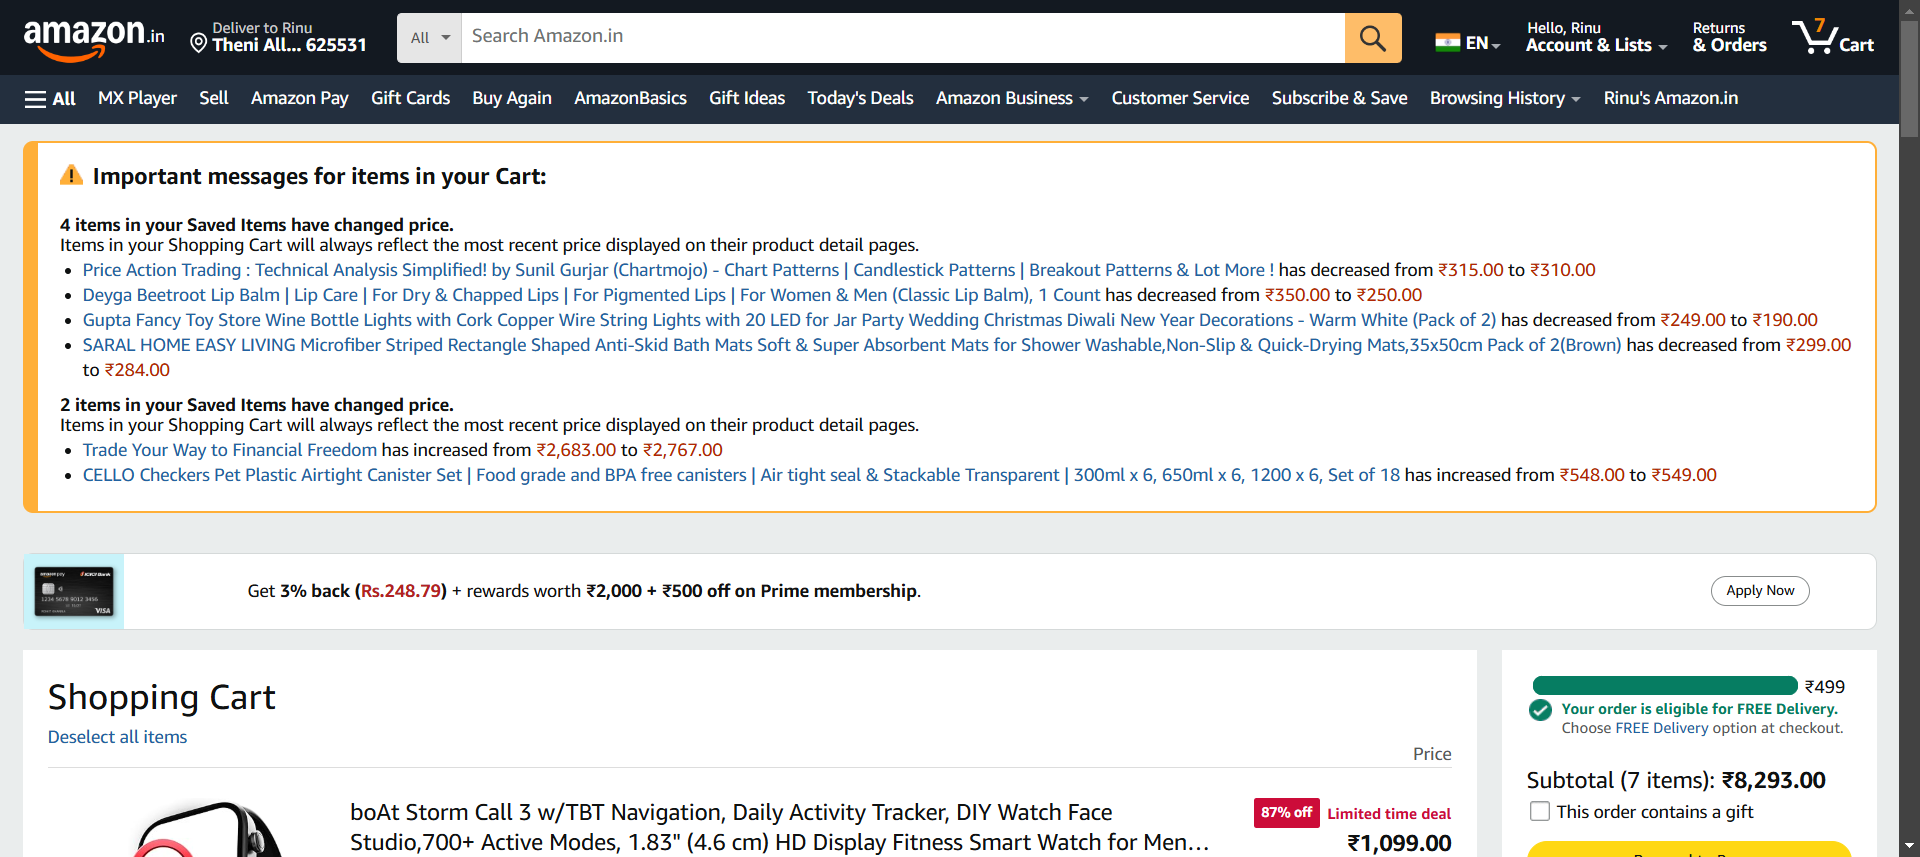 amazon.in
Deliver to Rinu
Theni All... 625531
All
Search Amazon.in
EN
Hello, Rinu
Account & Lists
Returns
& Orders
7
Cart
All MX Player Sell Amazon Pay Gift Cards Buy Again AmazonBasics Gift Ideas Today's Deals Amazon Business Customer Service Subscribe & Save Browsing History Rinu's Amazon.in
Important messages for items in your Cart:
4 items in your Saved Items have changed price.
Items in your Shopping Cart will always reflect the most recent price displayed on their product detail pages.
• Price Action Trading : Technical Analysis Simplified! by Sunil Gurjar (Chartmojo) - Chart Patterns | Candlestick Patterns | Breakout Patterns & Lot More ! has decreased from ₹315.00 to ₹310.00
• Deyga Beetroot Lip Balm | Lip Care | For Dry & Chapped Lips | For Pigmented Lips | For Women & Men (Classic Lip Balm), 1 Count has decreased from ₹350.00 to ₹250.00
• Gupta Fancy Toy Store Wine Bottle Lights with Cork Copper Wire String Lights with 20 LED for Jar Party Wedding Christmas Diwali New Year Decorations - Warm White (Pack of 2) has decreased from ₹249.00 to ₹190.00
• SARAL HOME EASY LIVING Microfiber Striped Rectangle Shaped Anti-Skid Bath Mats Soft & Super Absorbent Mats for Shower Washable,Non-Slip & Quick-Drying Mats,35x50cm Pack of 2(Brown) has decreased from ₹299.00
to ₹284.00
2 items in your Saved Items have changed price.
Items in your Shopping Cart will always reflect the most recent price displayed on their product detail pages.
• Trade Your Way to Financial Freedom has increased from ₹2,683.00 to ₹2,767.00
• CELLO Checkers Pet Plastic Airtight Canister Set | Food grade and BPA free canisters | Air tight seal & Stackable Transparent | 300ml x 6, 650ml x 6, 1200 x 6, Set of 18 has increased from ₹548.00 to ₹549.00
amazon pay ICICI Bank
1234 5678 9012 3456
VISA
Get 3% back (Rs.248.79) + rewards worth ₹2,000 + ₹500 off on Prime membership.
Apply Now
Shopping Cart
Deselect all items
Price
boAt Storm Call 3 w/TBT Navigation, Daily Activity Tracker, DIY Watch Face
Studio,700+ Active Modes, 1.83" (4.6 cm) HD Display Fitness Smart Watch for Men...
87% off Limited time deal
₹1,099.00
₹499
Your order is eligible for FREE Delivery.
Choose FREE Delivery option at checkout.
Subtotal (7 items): ₹8,293.00
This order contains a gift